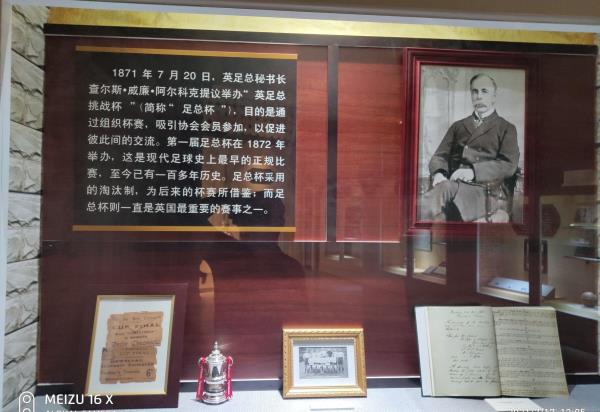 1871 年 7 月 20 日，英足总秘书长
查尔斯·威廉·阿尔科克提议举办“ 英足总
挑战杯 ”（简称“ 足总杯 ”），目的是通
过组织杯赛，吸引协会会员参加，以促进
彼此间的交流。第一届足总杯在 1872 年
举办，这是现代足球史上最早的正规比
赛，至今已有一百多年历史。足总杯采用
的淘汰制，为后来的杯赛所借鉴；而足
总杯则一直是英国最重要的赛事之一。
CUP FINAL
MEIZU 16 X